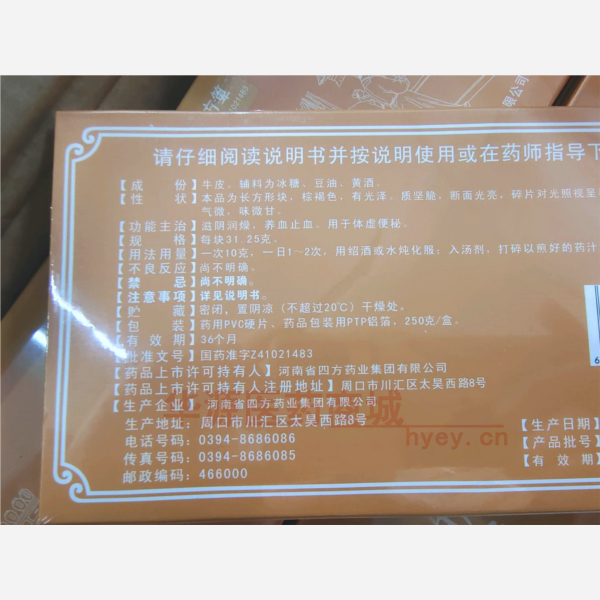 请仔细阅读说明书并按说明使用或在药师指导下
【成 份】牛皮。辅料为冰糖、豆油、黄酒。
【性 状】本品为长方形块,棕褐色,有光泽。质坚脆,断面光亮,碎片对光照视呈
气微,味微甘。
【功能主治】滋阴润燥,养血止血。用于体虚便秘。
【规 格】每块31.25克。
【用法用量】一次10克,一日1~2次。用绍酒或水炖化服;入汤剂,打碎以煎好的药汁
【不良反应】尚不明确。
【禁 忌】尚不明确。
【注意事项】详见说明书。
【贮 藏】密闭,置阴凉(不超过20℃)干燥处。
【包 装】药用PVC硬片、药品包装用PTP铝箔,250克/盒。
【有 效 期】36个月
【批准文号】国药准字Z41021483
【药品上市许可持有人】河南省四方药业集团有限公司
【药品上市许可持有人注册地址】周口市川汇区太昊西路8号
【生产企业】河南省四方药业集团有限公司
生产地址:周口市川汇区太昊西路8号
电话号码:0394-8686086
传真号码:0394-8686085
邮政编码:466000
【生产日期】
【产品批号】
【有 效 期】
hyey.cn